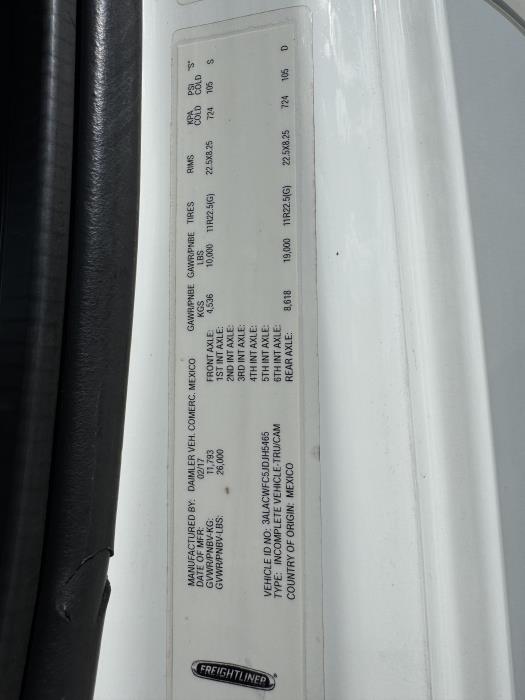 FREIGHTLINER
MANUFACTURED BY: DAIMLER VEH. COMERC. MEXICO
DATE OF MFR: 02/17
GVWR/PNBV-KG: 11,793
GVWR/PNBV-LBS: 26,000
VEHICLE ID NO: 3ALACWFC5JDJH5465
TYPE: INCOMPLETE VEHICLE-TRU/CAM
COUNTRY OF ORIGIN: MEXICO
GAWR/PNBE KGS GAWR/PNBE LBS TIRES RIMS KPA COLD PSI COLD "S"
FRONT AXLE: 4,536 10,000 11R22.5(G) 22.5X8.25 724 105 S
1ST INT AXLE:
2ND INT AXLE:
3RD INT AXLE:
4TH INT AXLE:
5TH INT AXLE:
6TH INT AXLE:
REAR AXLE: 8,618 19,000 11R22.5(G) 22.5X8.25 724 105 D